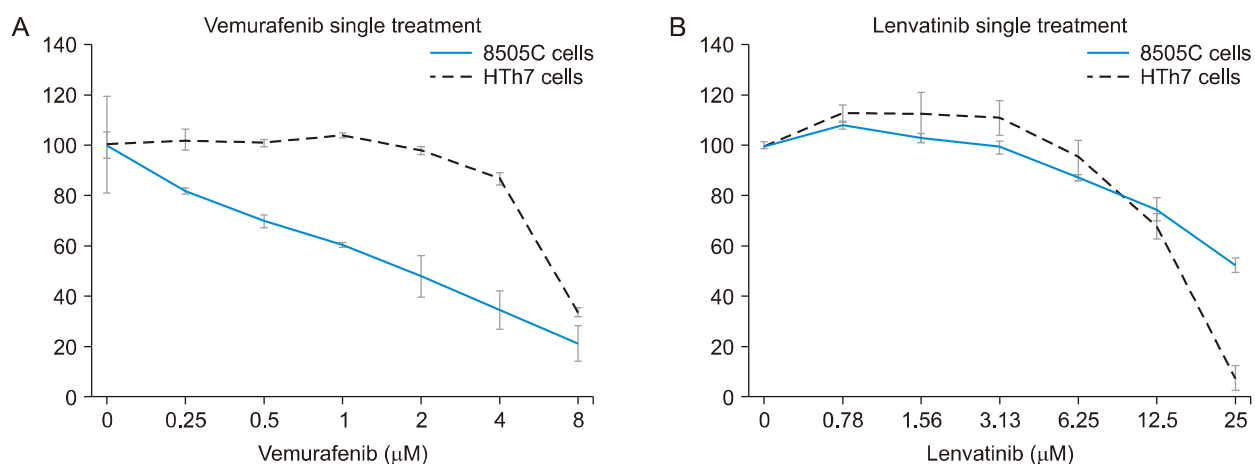 A
Vemurafenib single treatment
140
120
100
80
60
40
20
0
8505C cells
HTh7 cells
0 0.25 0.5 1 2 4 8
Vemurafenib (μM)
B
Lenvatinib single treatment
140
120
100
80
60
40
20
0
8505C cells
HTh7 cells
0 0.78 1.56 3.13 6.25 12.5 25
Lenvatinib (μM)